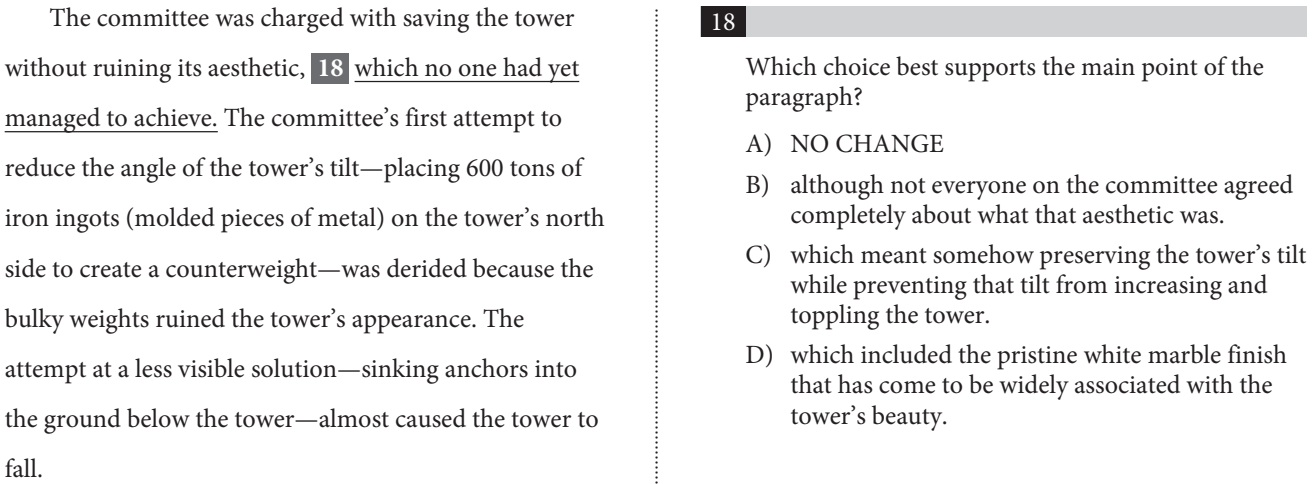 The committee was charged with saving the tower
without ruining its aesthetic, 18 which no one had yet
managed to achieve. The committee’s first attempt to
reduce the angle of the tower’s tilt—placing 600 tons of
iron ingots (molded pieces of metal) on the tower’s north
side to create a counterweight—was derided because the
bulky weights ruined the tower’s appearance. The
attempt at a less visible solution—sinking anchors into
the ground below the tower—almost caused the tower to
fall.
18
Which choice best supports the main point of the
paragraph?
A) NO CHANGE
B) although not everyone on the committee agreed
completely about what that aesthetic was.
C) which meant somehow preserving the tower’s tilt
while preventing that tilt from increasing and
toppling the tower.
D) which included the pristine white marble finish
that has come to be widely associated with the
tower’s beauty.